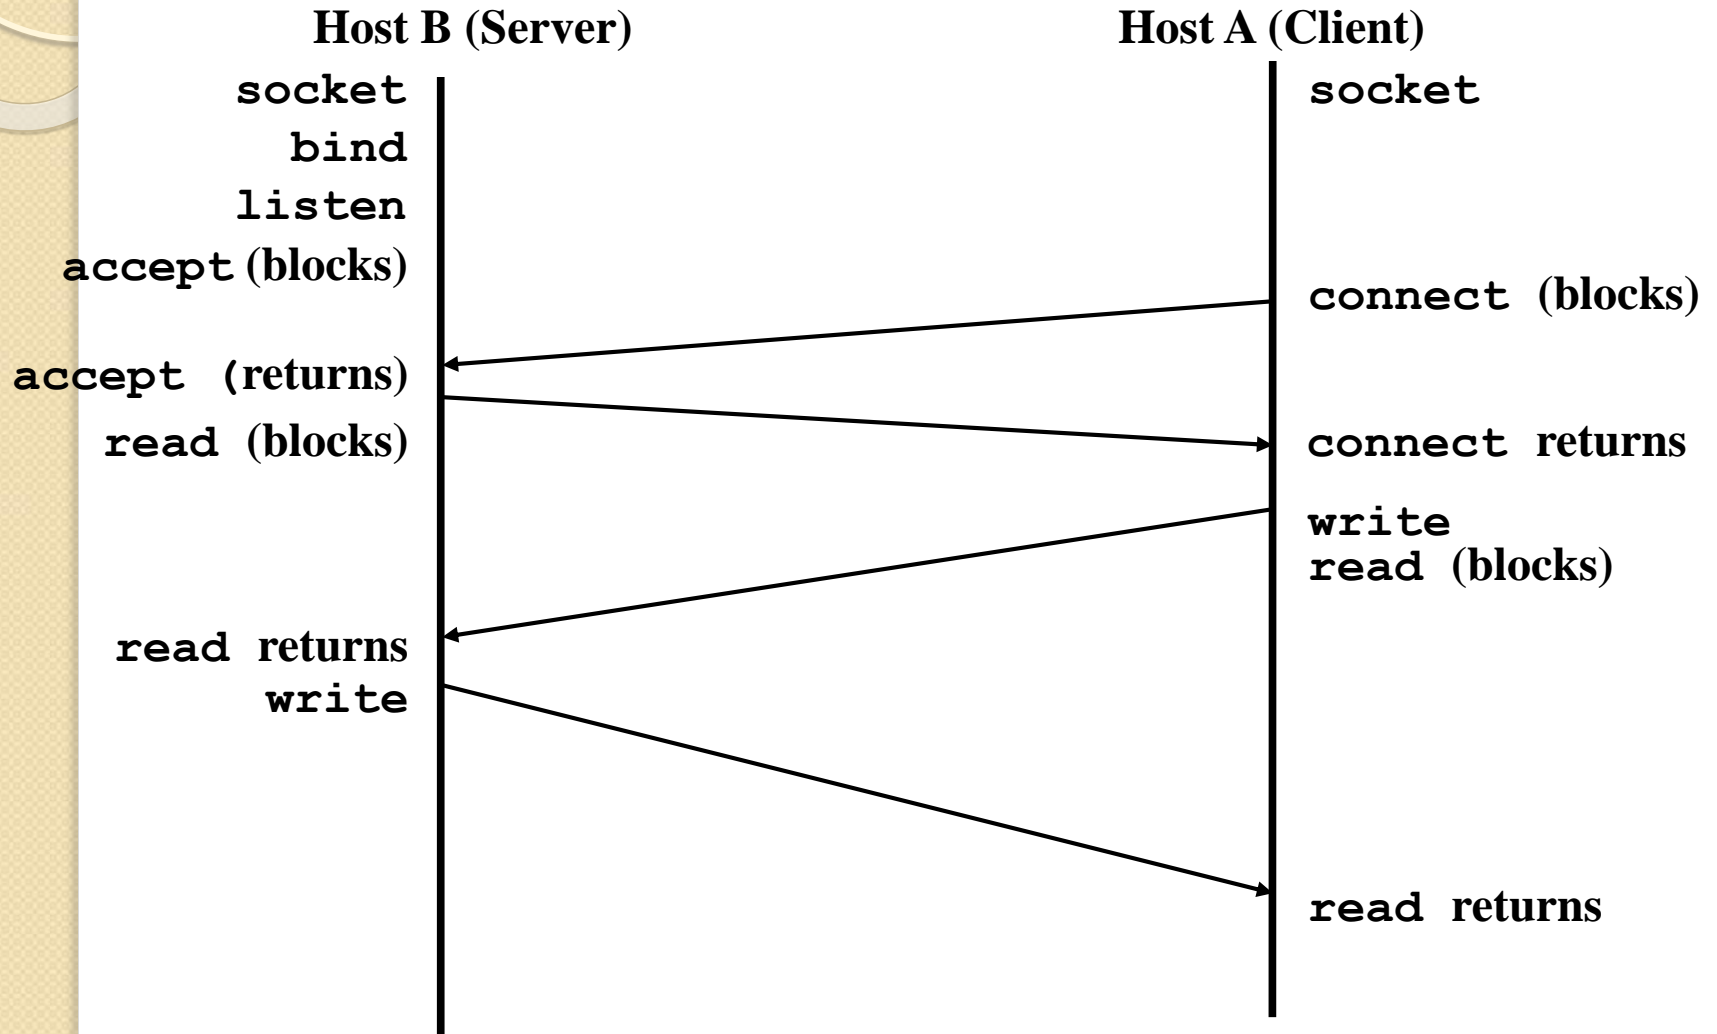 Host B (Server)
Host A (Client)
socket
socket
bind
listen
accept (blocks)
connect (blocks)
accept (returns)
read (blocks)
connect returns
write
read (blocks)
read returns
write
read returns